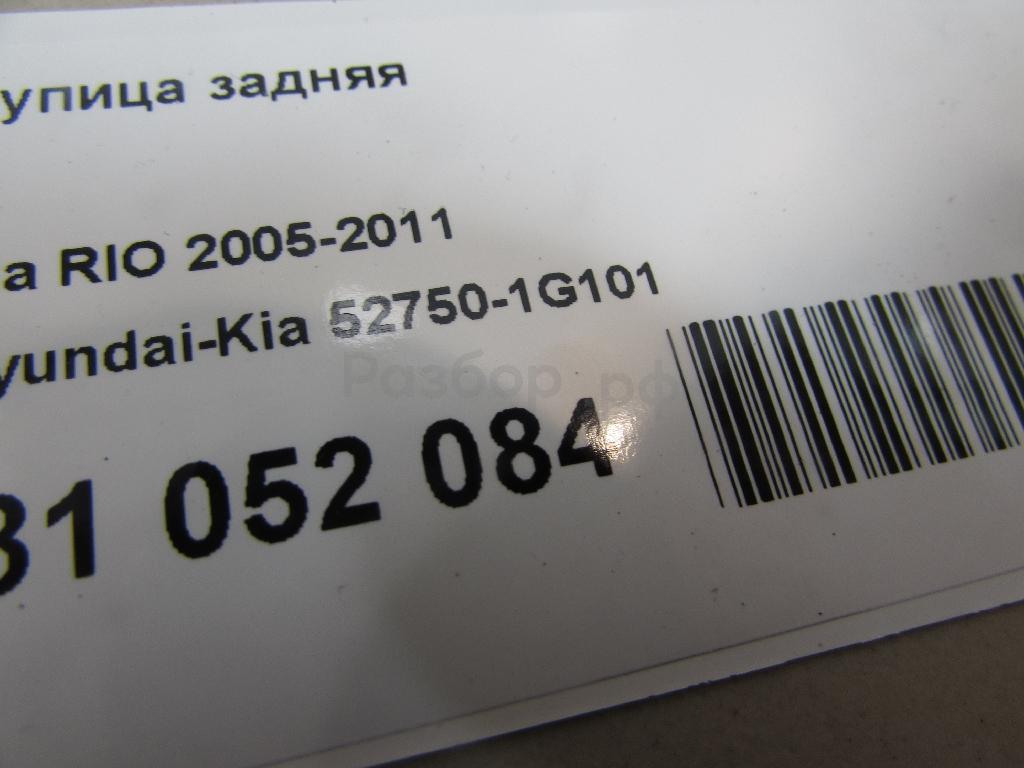 упица задняя
a RIO 2005-2011
yundai-Kia 52750-1G101
Разбор.рф
31 052 084